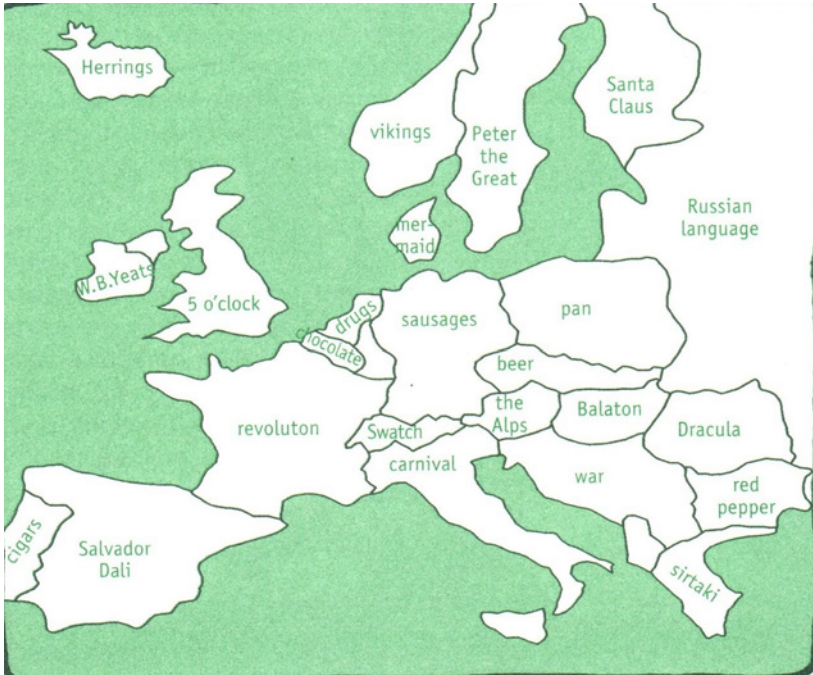 Herrings
vikings
Santa
Claus
Peter
the
Great
mer-
maid
Russian
language
W.B.Yeats
5 o'clock
drugs
chocolate
sausages
pan
beer
the
Alps
Balaton
Dracula
revoluton
Swatch
carnival
war
red
pepper
cigars
Salvador
Dali
sirtaki